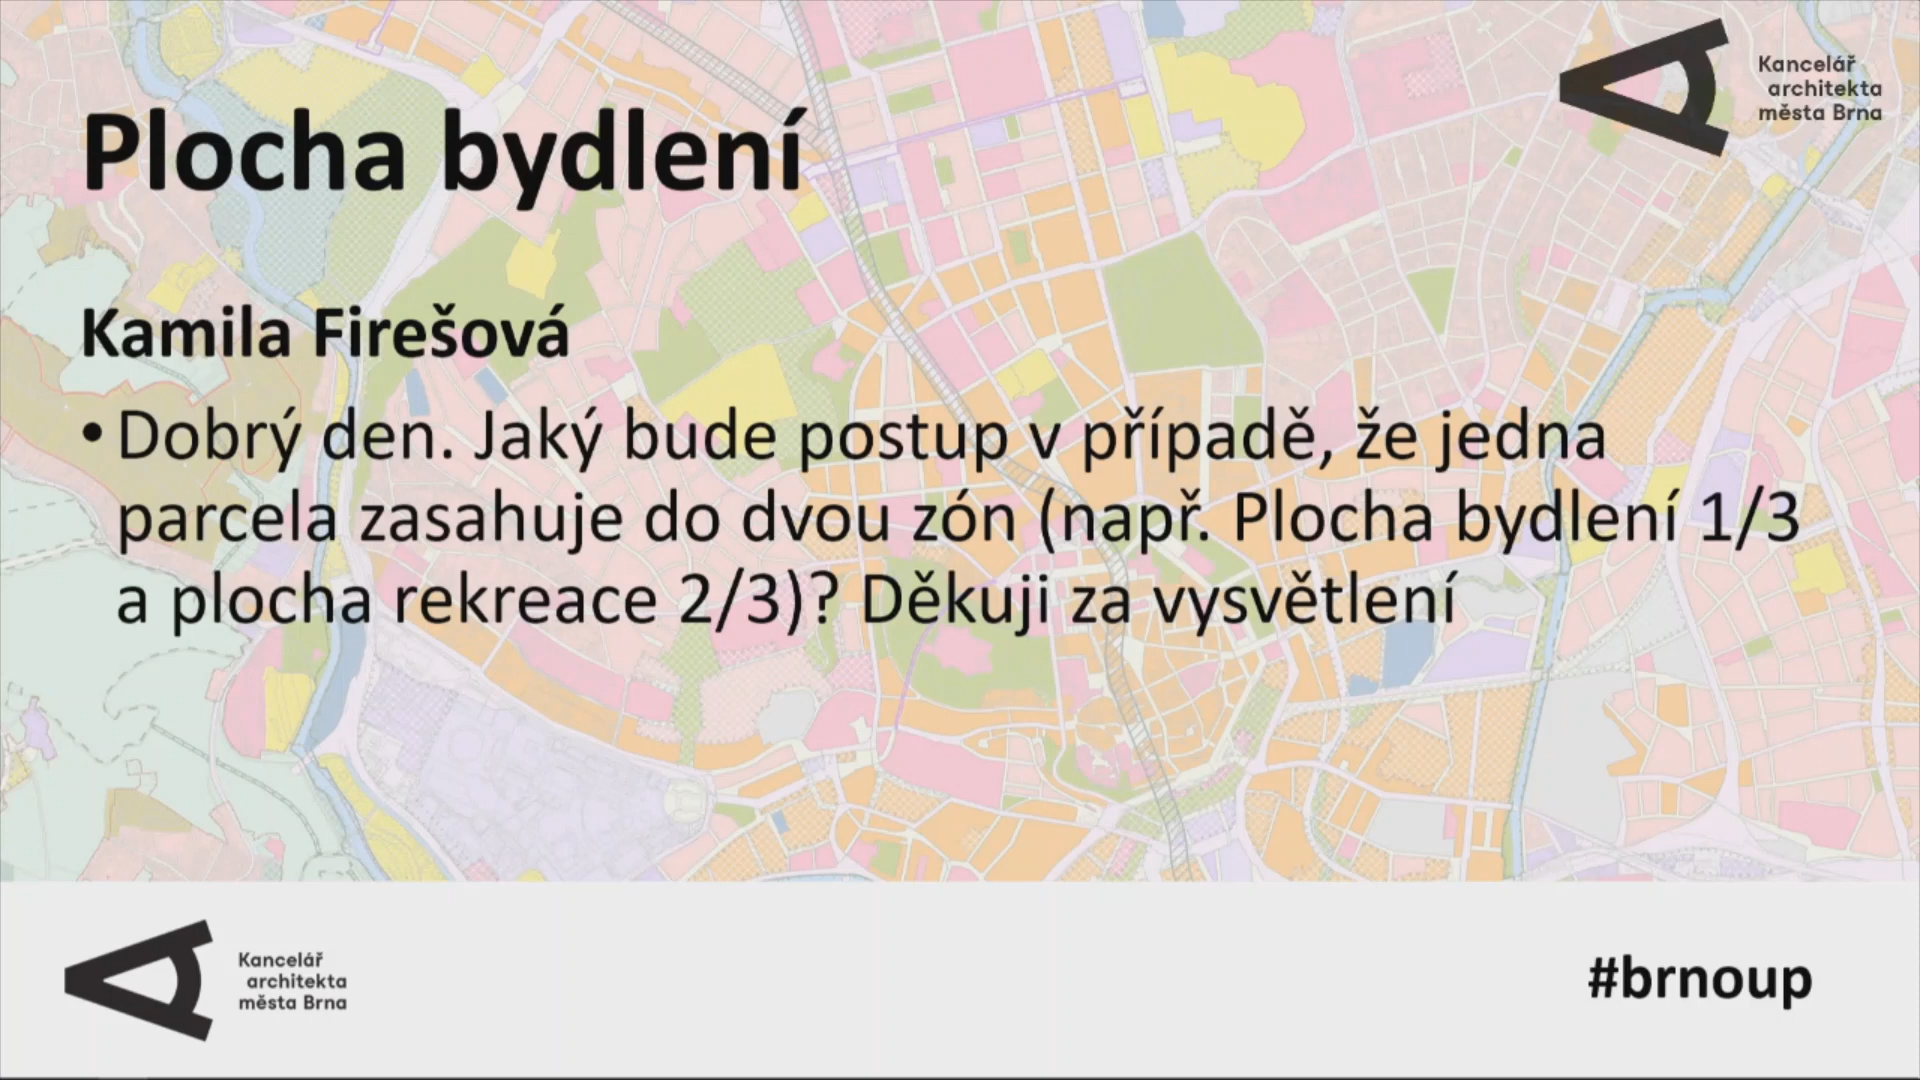 Kancelář
architekta
města Brna
Plocha bydlení
Kamila Firešová
• Dobrý den. Jaký bude postup v případě, že jedna
parcela zasahuje do dvou zón (např. Plocha bydlení 1/3
a plocha rekreace 2/3)? Děkuji za vysvětlení
Kancelář
architekta
města Brna
#brnoup